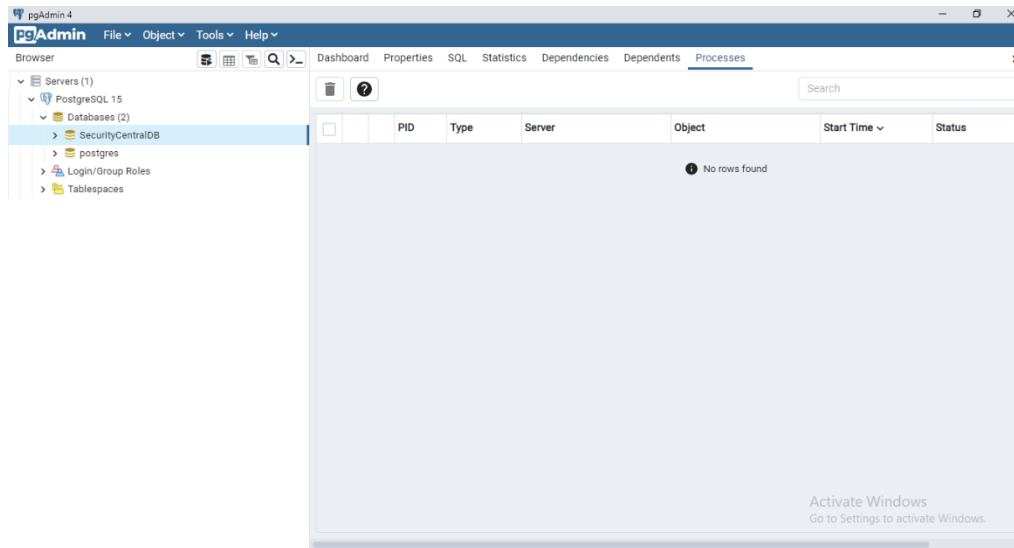 pgAdmin 4
pgAdmin File Object Tools Help
Browser
Dashboard Properties SQL Statistics Dependencies Dependents Processes
Servers (1)
PostgreSQL 15
Databases (2)
SecurityCentralDB
postgres
Login/Group Roles
Tablespaces
Search
PID Type Server Object Start Time Status
No rows found
Activate Windows
Go to Settings to activate Windows.